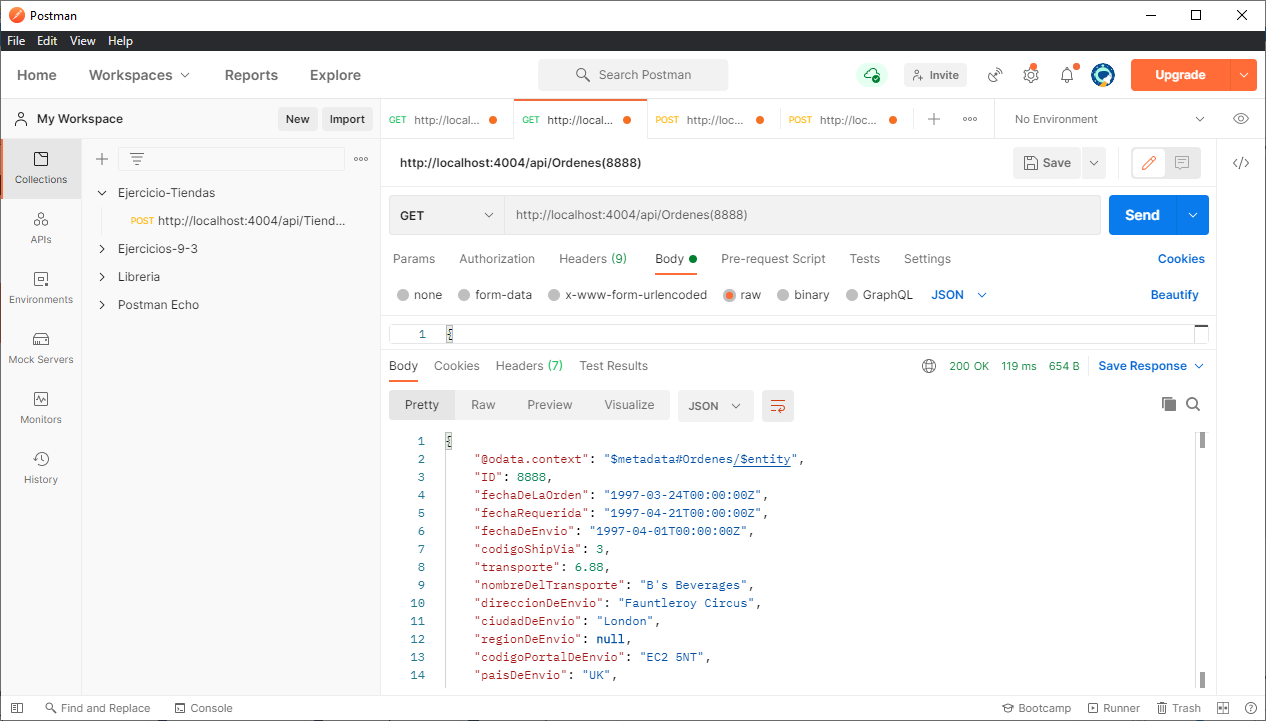 Postman
File Edit View Help
Home Workspaces Reports Explore Search Postman Invite Upgrade
My Workspace New Import GET http://local... GET http://local... POST http://loc... POST http://loc... No Environment
Collections
APIs
Environments
Mock Servers
Monitors
History
Ejercicio-Tiendas
POST http://localhost:4004/api/Tiend...
Ejercicios-9-3
Libreria
Postman Echo
http://localhost:4004/api/Ordenes(8888) Save
GET http://localhost:4004/api/Ordenes(8888) Send
Params Authorization Headers (9) Body Pre-request Script Tests Settings Cookies
none form-data x-www-form-urlencoded raw binary GraphQL JSON Beautify
1 {
Body Cookies Headers (7) Test Results 200 OK 119 ms 654 B Save Response
Pretty Raw Preview Visualize JSON
1 {
2 "@odata.context": "$metadata#Ordenes/$entity",
3 "ID": 8888,
4 "fechaDeLaOrden": "1997-03-24T00:00:00Z",
5 "fechaRequerida": "1997-04-21T00:00:00Z",
6 "fechaDeEnvio": "1997-04-01T00:00:00Z",
7 "codigoShipVia": 3,
8 "transporte": 6.88,
9 "nombreDelTransporte": "B's Beverages",
10 "direccionDeEnvio": "Fauntleroy Circus",
11 "ciudadDeEnvio": "London",
12 "regionDeEnvio": null,
13 "codigoPortalDeEnvio": "EC2 5NT",
14 "paisDeEnvio": "UK",
Find and Replace Console Bootcamp Runner Trash